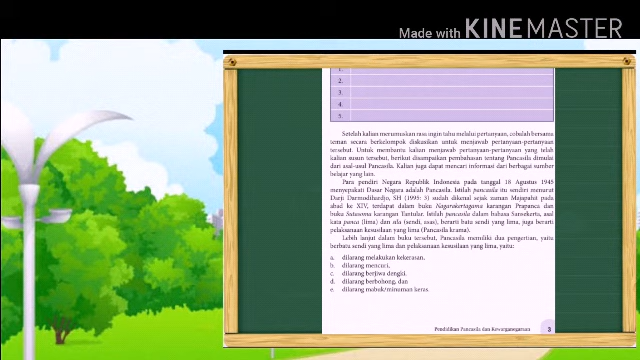 Made with KINEMASTER
1.
2.
3.
4.
5.
Setelah kalian merumuskan rasa ingin tahu melalui pertanyaan, cobalah bersama
teman secara berkelompok diskusikan untuk menjawab pertanyaan-pertanyaan
tersebut. Untuk membantu kalian menjawab pertanyaan-pertanyaan yang telah
kalian susun tersebut, berikut disampaikan pembahasan tentang Pancasila dimulai
dari asal-usul Pancasila. Kalian juga dapat mencari informasi dari berbagai sumber
belajar yang lain.
Para pendiri Negara Republik Indonesia pada tanggal 18 Agustus 1945
menyepakati Dasar Negara adalah Pancasila. Istilah pancasila itu sendiri menurut
Darji Darmodihardjo, SH (1995: 3) sudah dikenal sejak zaman Majapahit pada
abad ke XIV, terdapat dalam buku Nagarakertagama karangan Prapanca dan
buku Sutasoma karangan Tantular. Istilah pancasila dalam bahasa Sansekerta, asal
kata panca (lima) dan sila (sendi, asas), berarti batu sendi yang lima, juga berarti
pelaksanaan kesusilaan yang lima (Pancasila krama).
Lebih lanjut dalam buku tersebut, Pancasila memiliki dua pengertian, yaitu
berbatu sendi yang lima dan pelaksanaan kesusilaan yang lima, yaitu:
a. dilarang melakukan kekerasan,
b. dilarang mencuri,
c. dilarang berjiwa dengki,
d. dilarang berbohong, dan
e. dilarang mabuk/minuman keras.
Pendidikan Pancasila dan Kewarganegaraan 3